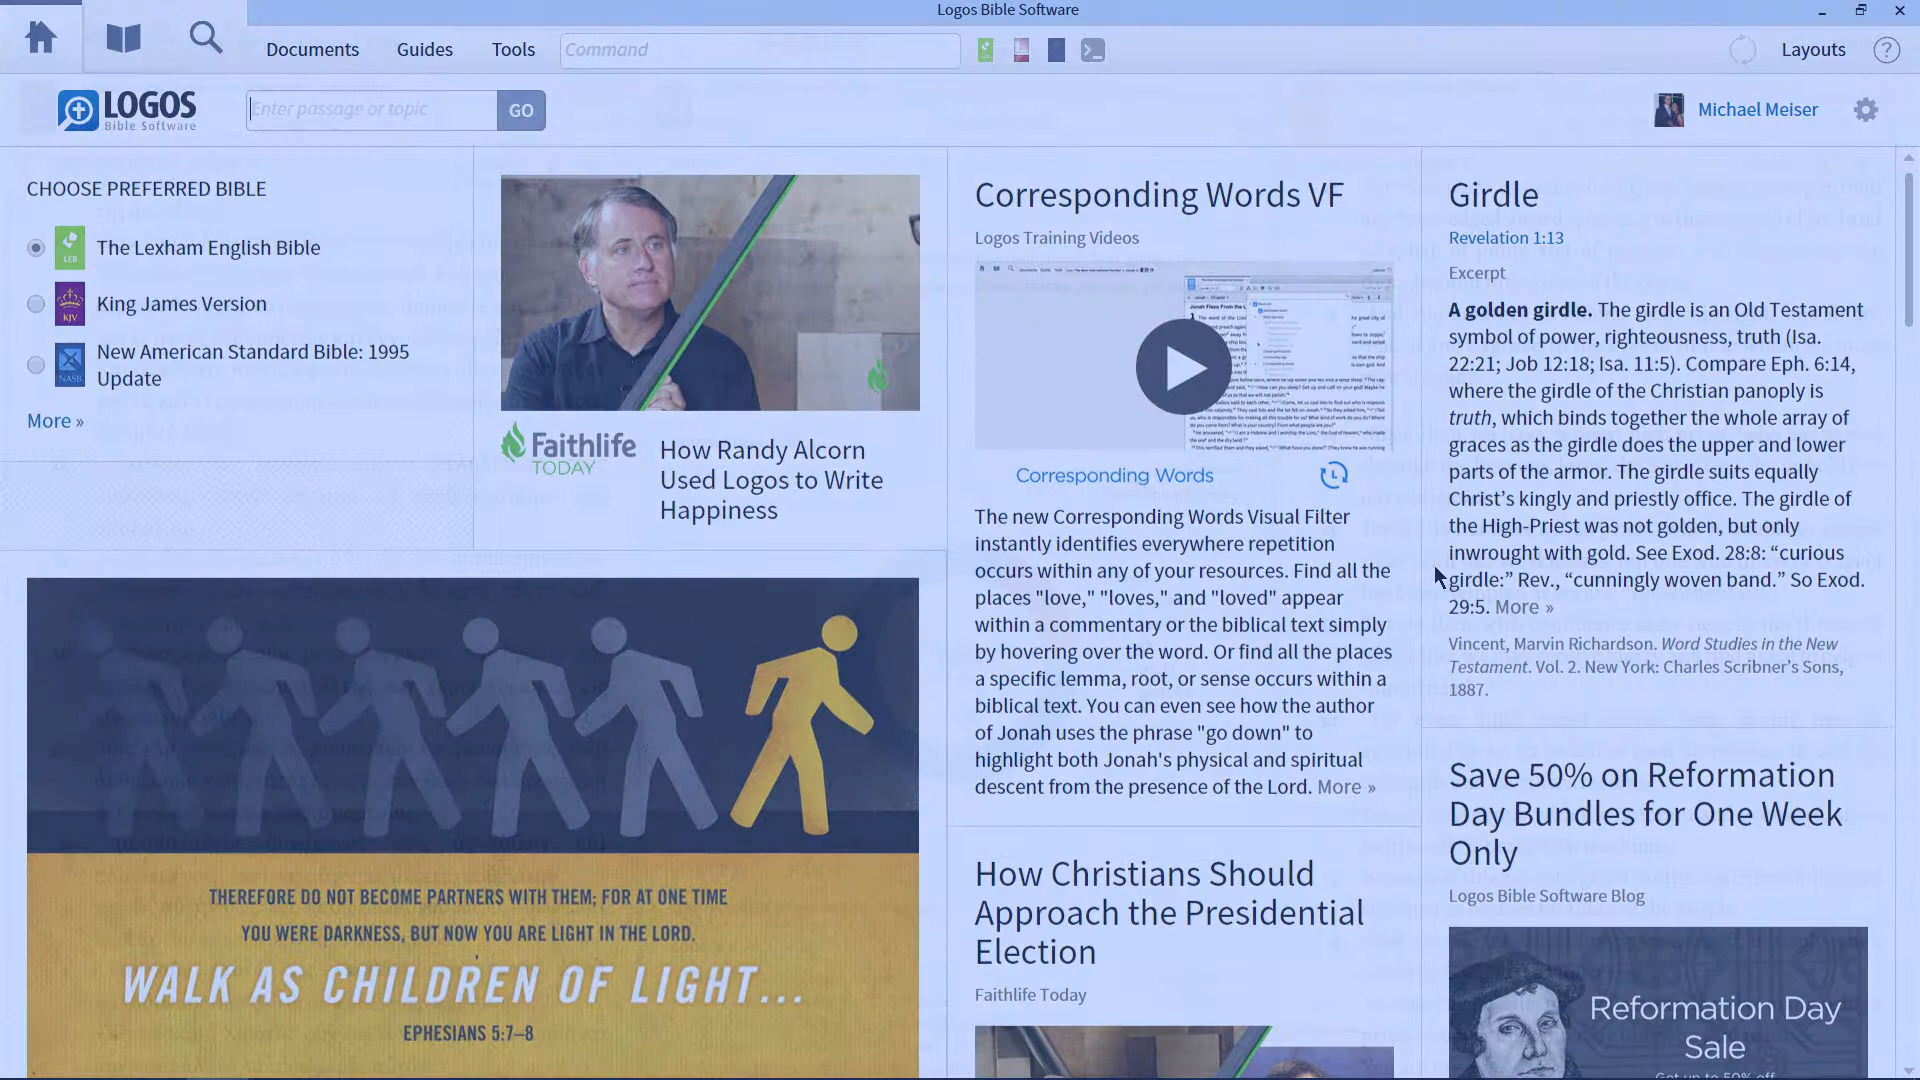 Logos Bible Software
Documents
Guides
Tools
Command
Layouts
LOGOS
Bible Software
Enter passage or topic
GO
Michael Meiser
CHOOSE PREFERRED BIBLE
LEB
The Lexham English Bible
KJV
King James Version
NASB
New American Standard Bible: 1995
Update
More »
Faithlife
TODAY
How Randy Alcorn
Used Logos to Write
Happiness
THEREFORE DO NOT BECOME PARTNERS WITH THEM; FOR AT ONE TIME
YOU WERE DARKNESS, BUT NOW YOU ARE LIGHT IN THE LORD.
WALK AS CHILDREN OF LIGHT...
EPHESIANS 5:7–8
Corresponding Words VF
Logos Training Videos
Corresponding Words
The new Corresponding Words Visual Filter
instantly identifies everywhere repetition
occurs within any of your resources. Find all the
places "love," "loves," and "loved" appear
within a commentary or the biblical text simply
by hovering over the word. Or find all the places
a specific lemma, root, or sense occurs within a
biblical text. You can even see how the author
of Jonah uses the phrase "go down" to
highlight both Jonah's physical and spiritual
descent from the presence of the Lord. More »
How Christians Should
Approach the Presidential
Election
Faithlife Today
Girdle
Revelation 1:13
Excerpt
A golden girdle. The girdle is an Old Testament
symbol of power, righteousness, truth (Isa.
22:21; Job 12:18; Isa. 11:5). Compare Eph. 6:14,
where the girdle of the Christian panoply is
truth, which binds together the whole array of
graces as the girdle does the upper and lower
parts of the armor. The girdle suits equally
Christ’s kingly and priestly office. The girdle of
the High-Priest was not golden, but only
inwrought with gold. See Exod. 28:8: “curious
girdle:” Rev., “cunningly woven band.” So Exod.
29:5. More »
Vincent, Marvin Richardson. Word Studies in the New
Testament. Vol. 2. New York: Charles Scribner’s Sons,
1887.
Save 50% on Reformation
Day Bundles for One Week
Only
Logos Bible Software Blog
Reformation Day
Sale
Get up to 50% off